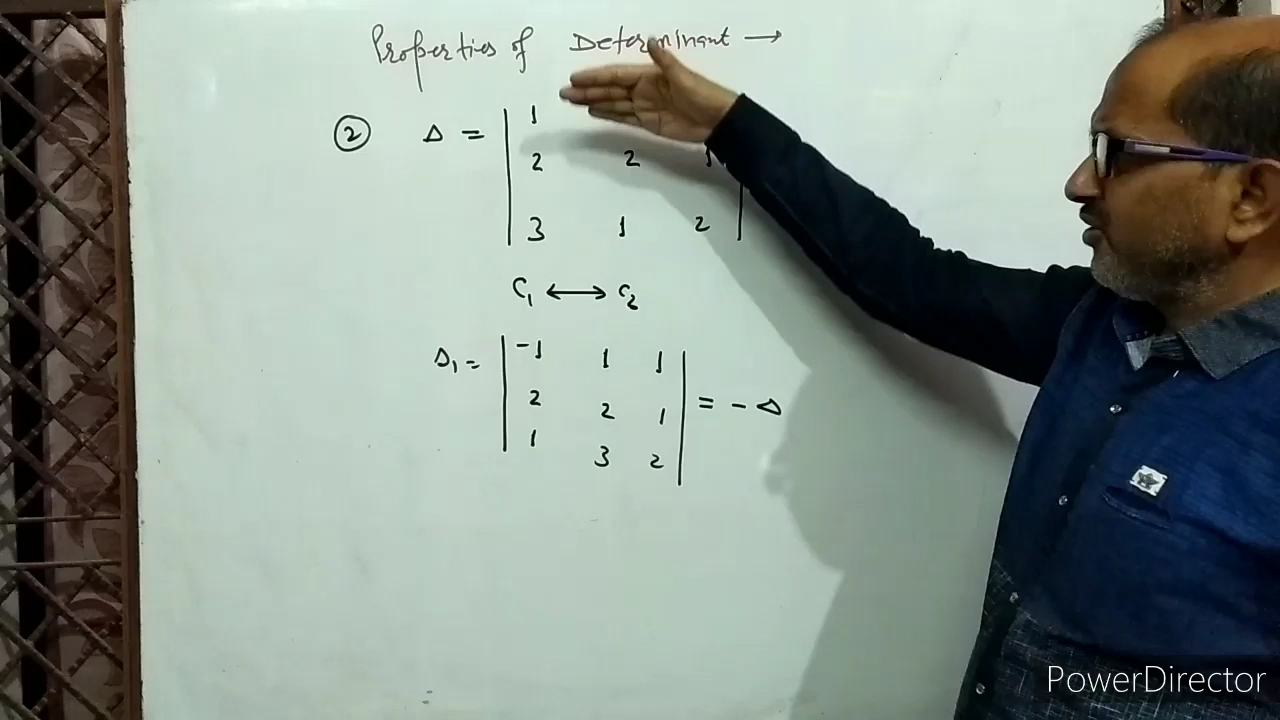 Properties of Determinant →
② Δ = | 1
2 2 1
3 1 2 |
C₁ ↔ C₂
Δ₁ = | -1 1 1
2 2 1 | = - Δ
1 3 2
PowerDirector